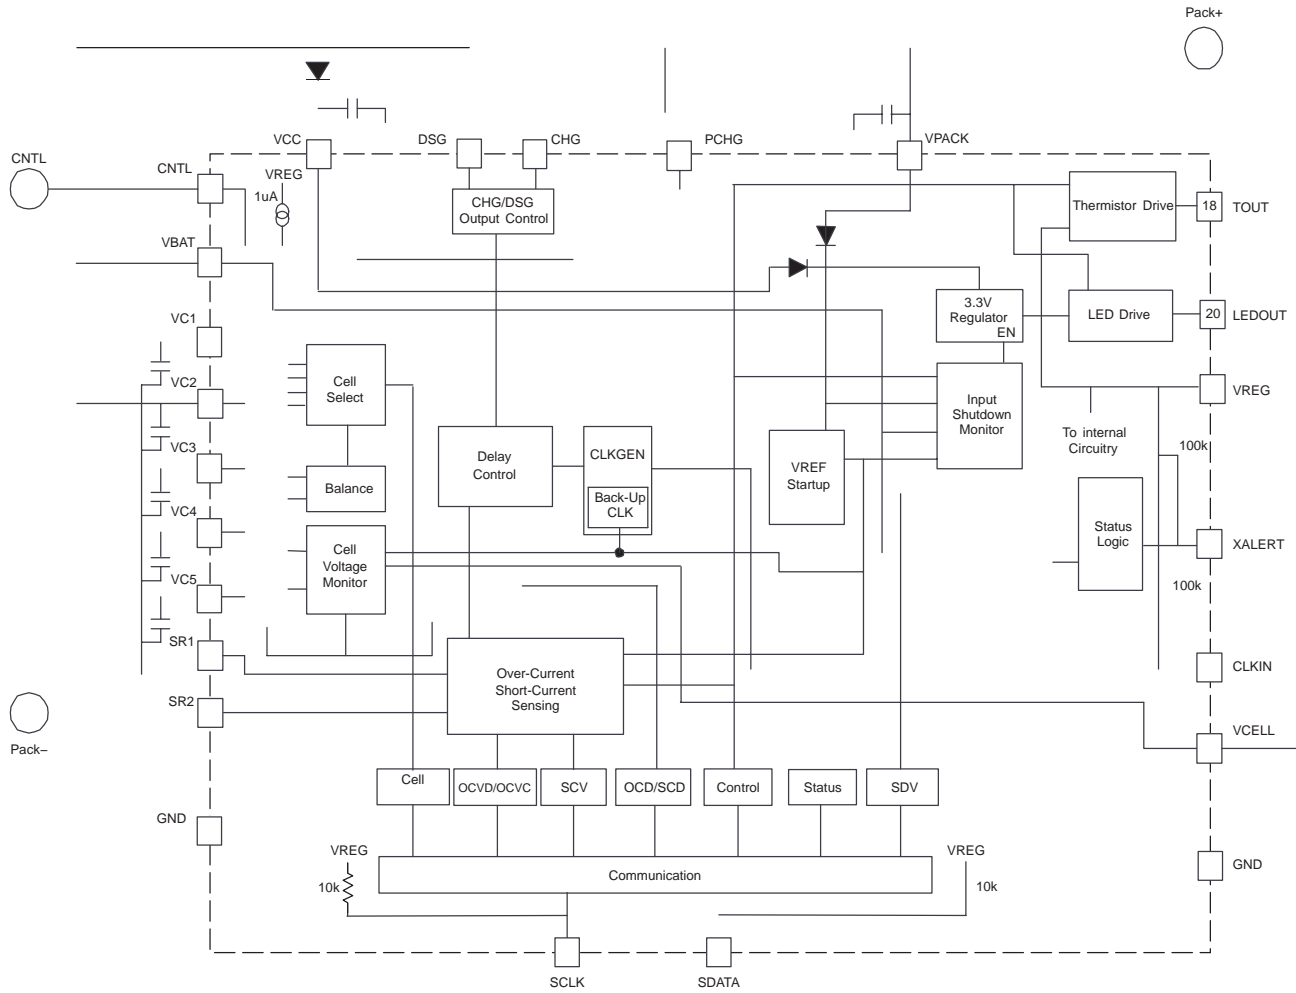 Pack+
VCC
DSG
CHG
PCHG
VPACK
CNTL
CNTL
VREG
1uA
CHG/DSG
Output Control
Thermistor Drive
18
TOUT
VBAT
3.3V
Regulator
EN
LED Drive
20
LEDOUT
VC1
VC2
Cell
Select
Input
Shutdown
Monitor
VREG
To internal
Circuitry
100k
VC3
Balance
Delay
Control
CLKGEN
Back-Up
CLK
VREF
Startup
VC4
Cell
Voltage
Monitor
Status
Logic
XALERT
VC5
100k
SR1
Over-Current
Short-Current
Sensing
CLKIN
SR2
Pack–
VCELL
Cell
OCVD/OCVC
SCV
OCD/SCD
Control
Status
SDV
GND
VREG
10k
Communication
VREG
10k
GND
SCLK
SDATA